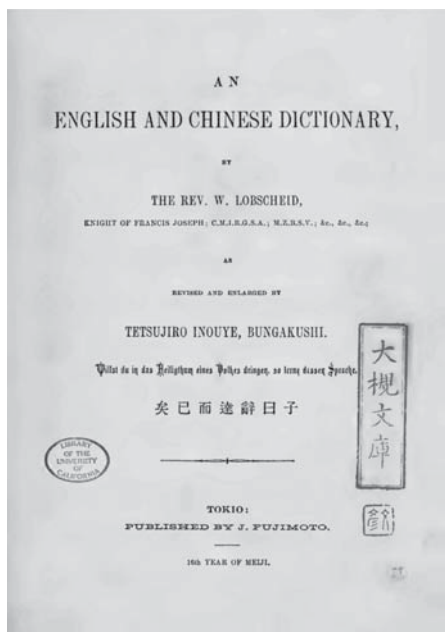 AN
ENGLISH AND CHINESE DICTIONARY,
BY
THE REV. W. LOBSCHEID,
KNIGHT OF FRANCIS JOSEPH; C.M.I.R.G.S.A.; M.Z.B.S.V.; &c., &c., &c.;
AS
REVISED AND ENLARGED BY
TETSUJIRO INOUYE, BUNGAKUSHI.
Willst du in das Heiligthum eines Volkes dringen, so lerne dessen Sprache.
矣已而逹辭曰子
大槻文庫
LIBRARY
OF THE
UNIVERSITY
OF
CALIFORNIA
TOKIO:
PUBLISHED BY J. FUJIMOTO.
16th YEAR OF MEIJI.